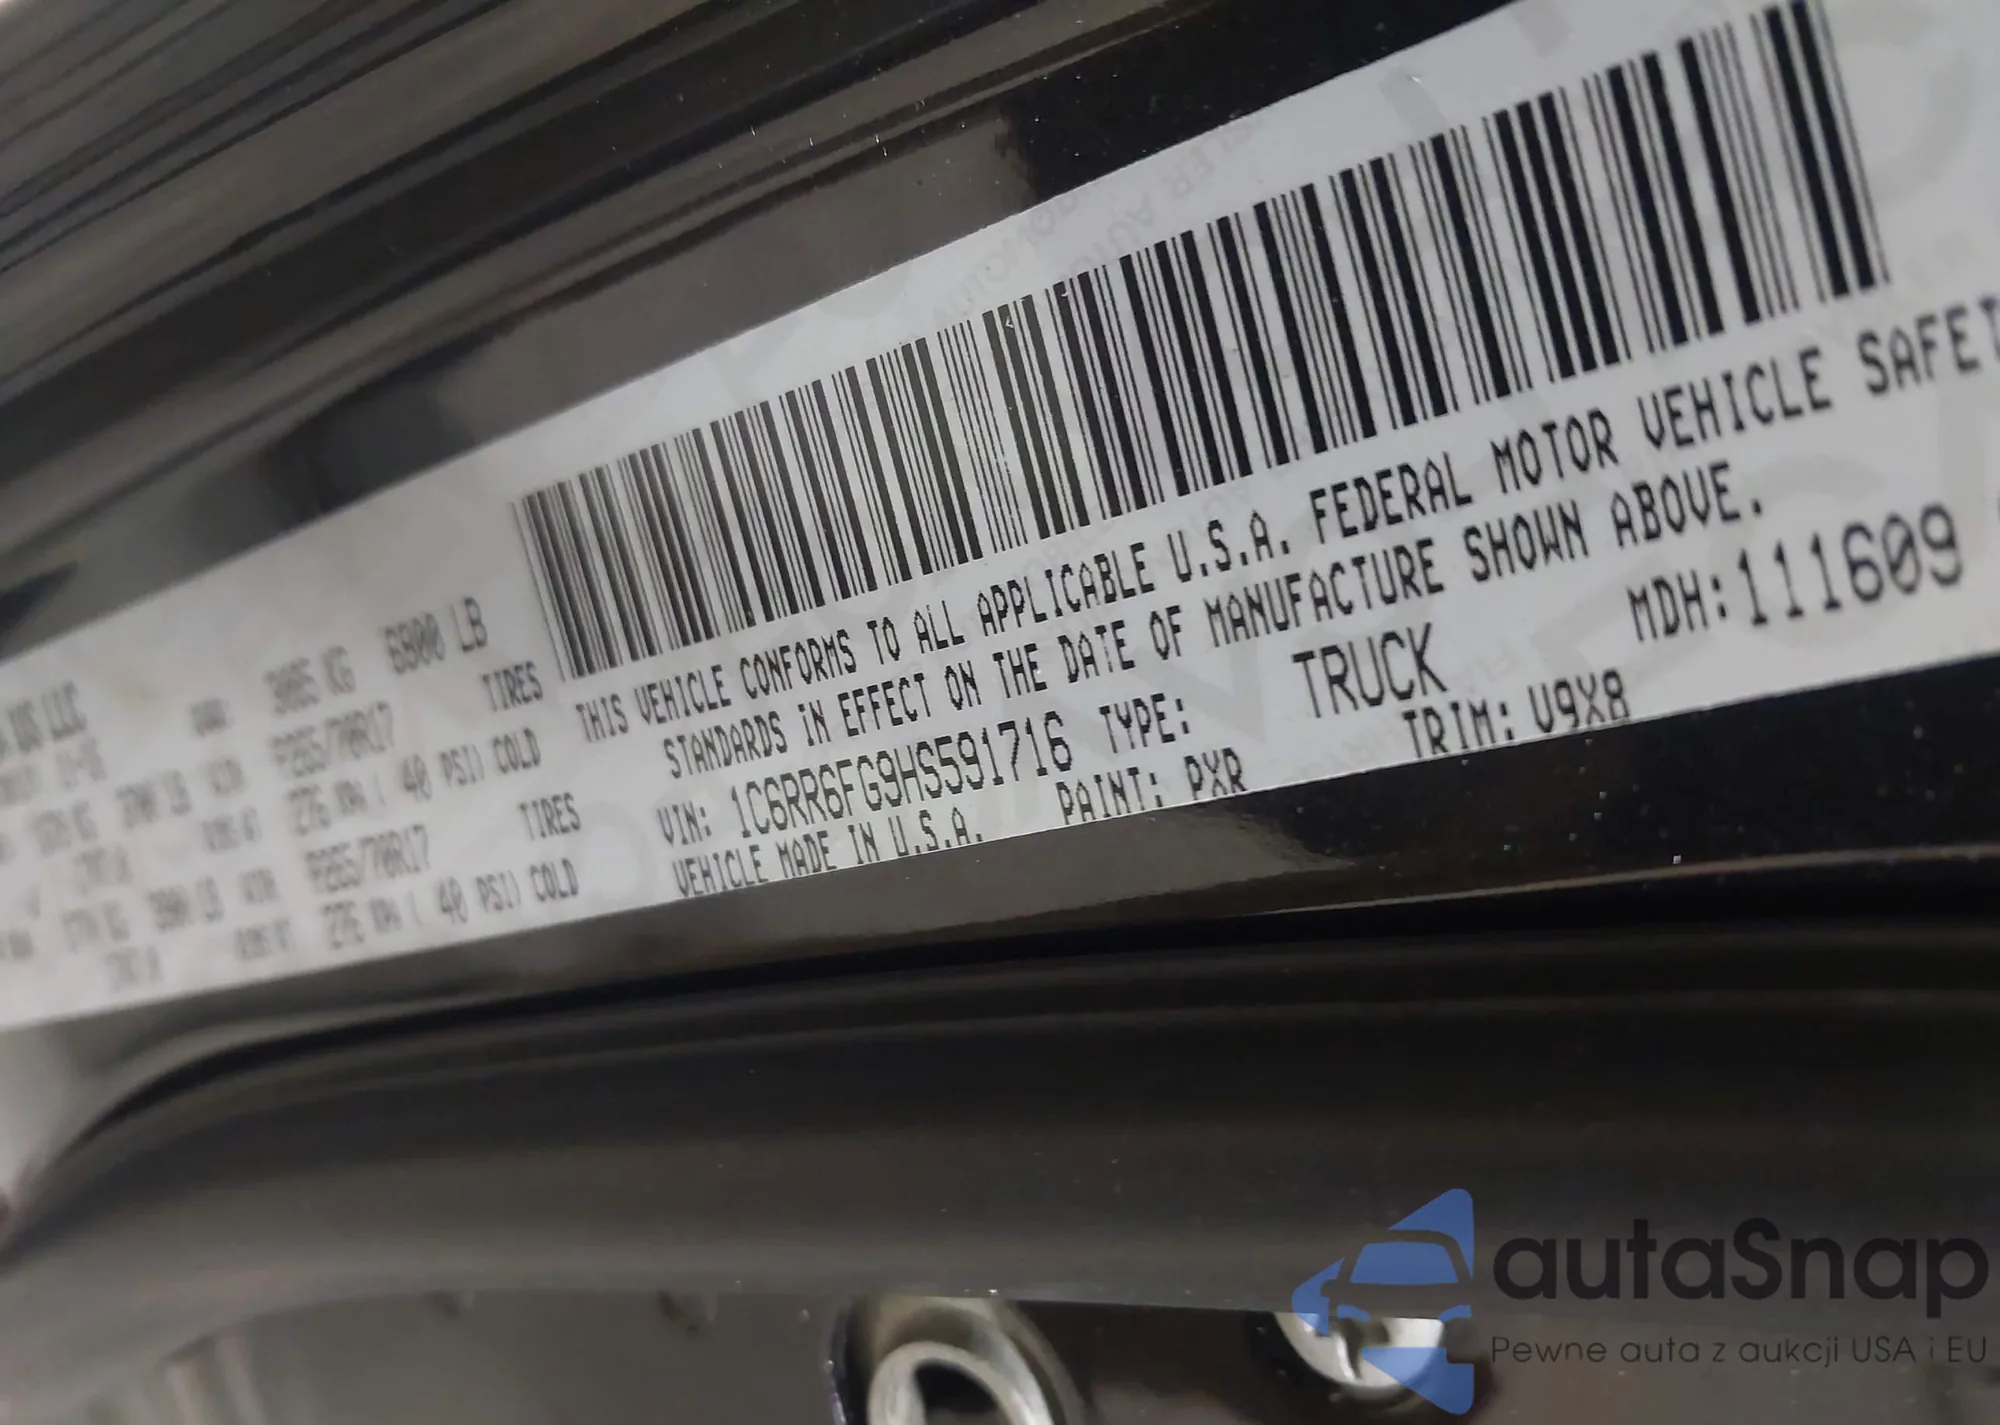 3085 KG 6800 LB
P265/70R17 TIRES
276 KPA ( 40 PSI) COLD
P265/70R17 TIRES
276 KPA ( 40 PSI) COLD
THIS VEHICLE CONFORMS TO ALL APPLICABLE U.S.A. FEDERAL MOTOR VEHICLE SAFET
STANDARDS IN EFFECT ON THE DATE OF MANUFACTURE SHOWN ABOVE.
VIN: 1C6RR6FG9HS591716 TYPE: TRUCK MDH: 111609
VEHICLE MADE IN U.S.A. PAINT: PXR TRIM: V9X8
autaSnap
Pewne auta z aukcji USA i EU